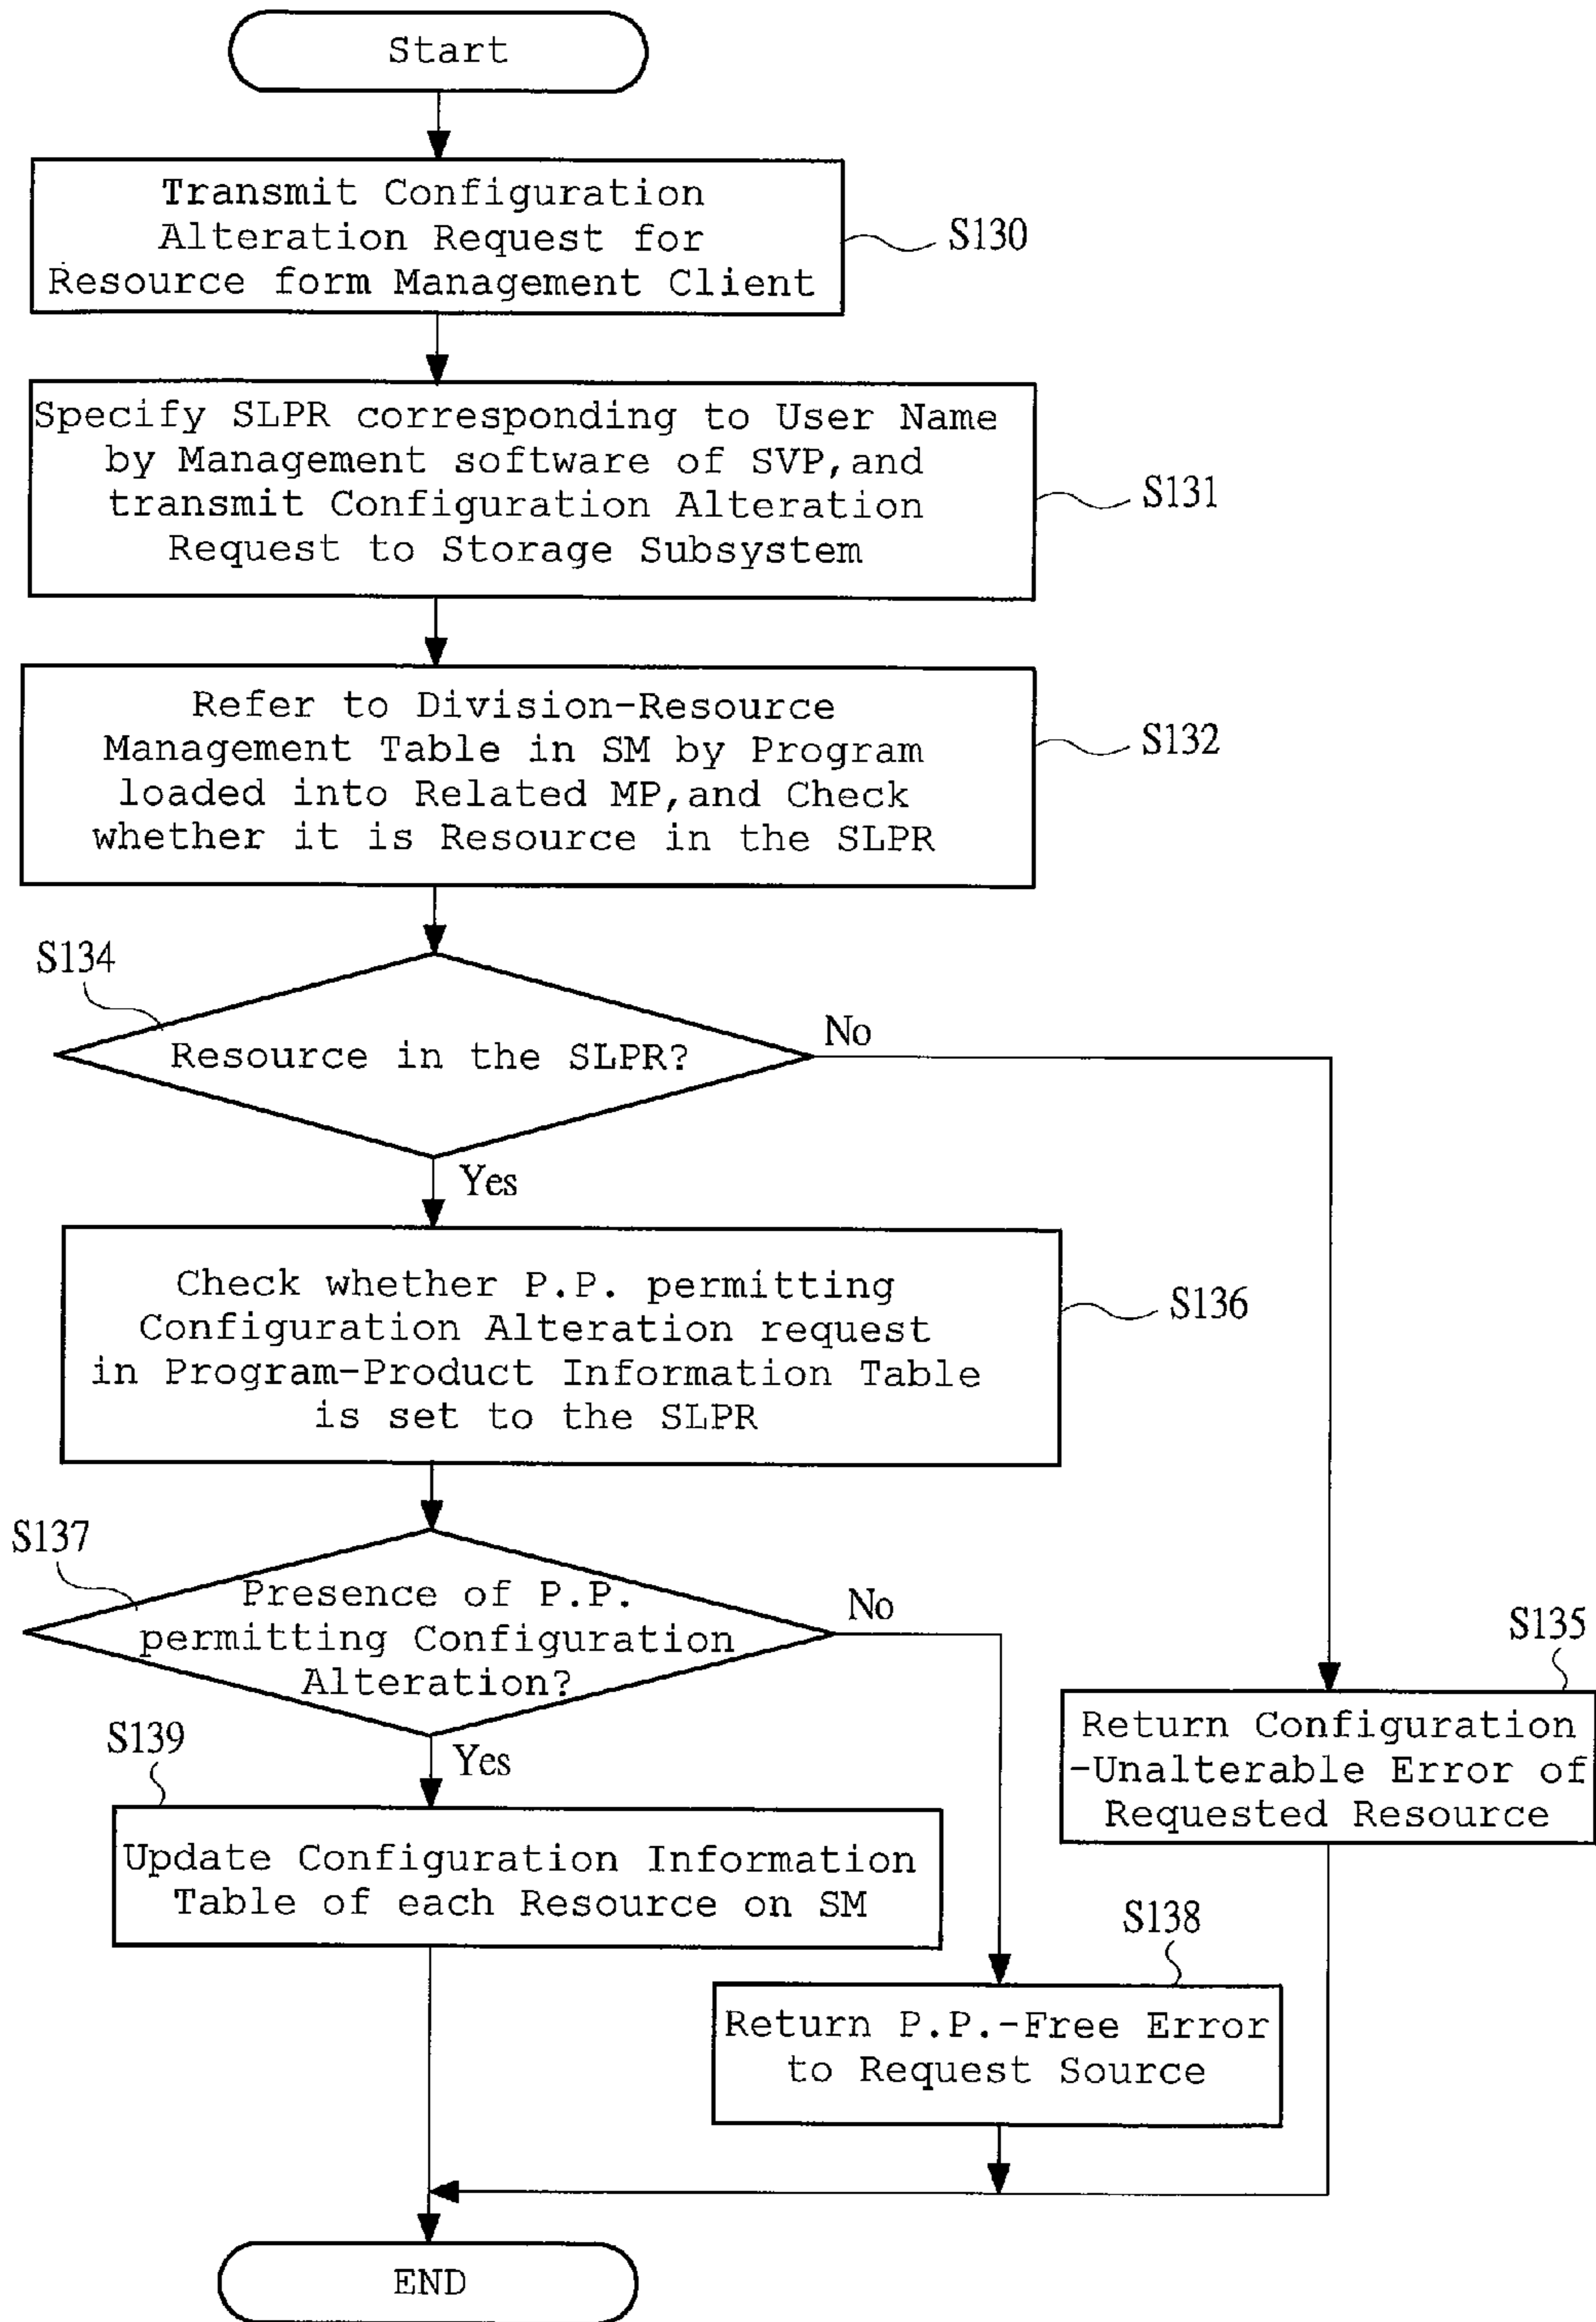 Start
Transmit Configuration
Alteration Request for
Resource form Management Client
S130
Specify SLPR corresponding to User Name
by Management software of SVP,and
transmit Configuration Alteration
Request to Storage Subsystem
S131
Refer to Division-Resource
Management Table in SM by Program
loaded into Related MP,and Check
whether it is Resource in the SLPR
S132
S134
Resource in the SLPR?
No
Yes
Check whether P.P. permitting
Configuration Alteration request
in Program-Product Information Table
is set to the SLPR
S136
S137
Presence of P.P.
permitting Configuration
Alteration?
No
Yes
S135
Return Configuration
-Unalterable Error of
Requested Resource
S139
Update Configuration Information
Table of each Resource on SM
S138
Return P.P.-Free Error
to Request Source
END